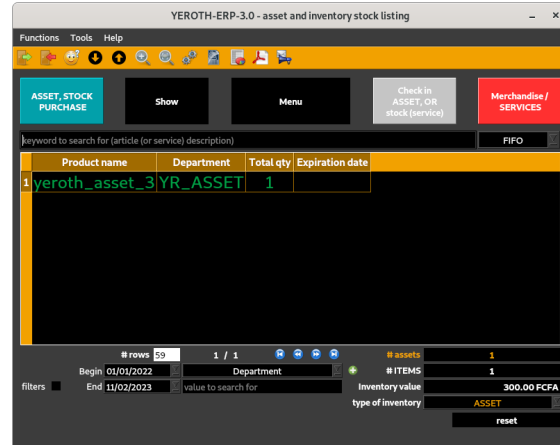 YEROTH-ERP-3.0 - asset and inventory stock listing
Functions Tools Help
ASSET, STOCK
PURCHASE
Show
Menu
Check in
ASSET, OR
stock (service)
Merchandise /
SERVICES
keyword to search for (article (or service) description)
FIFO
Product name Department Total qty Expiration date
1 yeroth_asset_3 YR_ASSET 1
# rows 59 1 / 1 # assets 1
Begin 01/01/2022 Department # ITEMS 1
filters End 11/02/2023 value to search for Inventory value 300.00 FCFA
type of inventory ASSET
reset